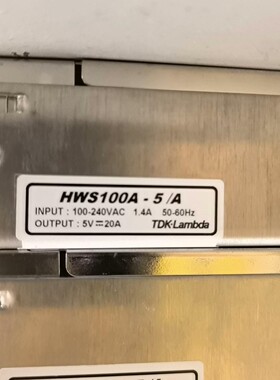 HWS100A - 5 /A
INPUT : 100-240VAC 1.4A 50-60Hz
OUTPUT : 5V⎓20A TDK-Lambda